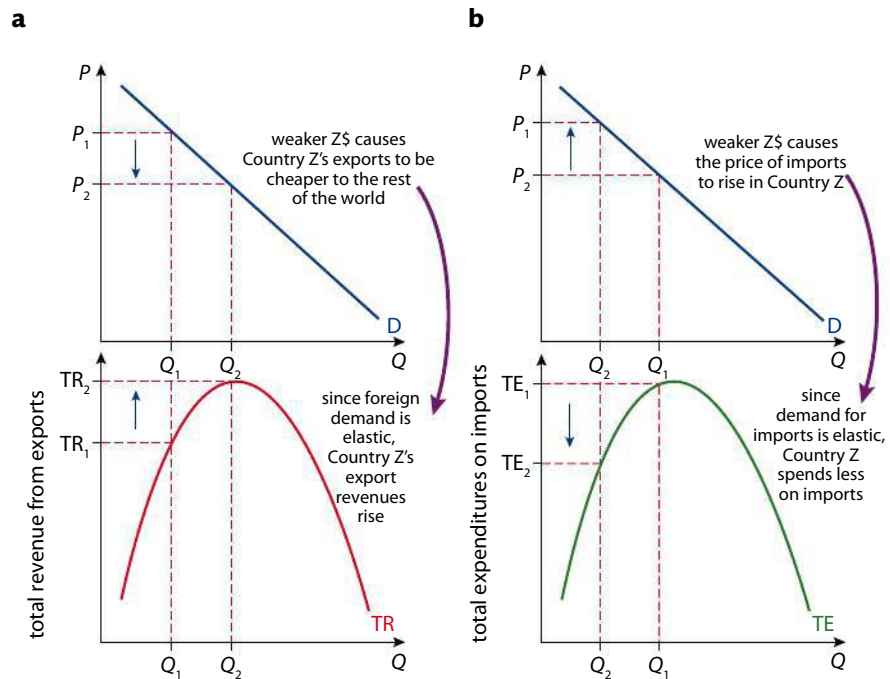 a
P
P1
P2
weaker Z$ causes
Country Z's exports to be
cheaper to the rest
of the world
D
Q1
Q2
Q
total revenue from exports
TR2
TR1
since foreign
demand is
elastic,
Country Z's
export
revenues
rise
TR
Q1
Q2
Q
b
P
P1
P2
weaker Z$ causes
the price of imports
to rise in Country Z
D
Q2
Q1
Q
total expenditures on imports
TE1
TE2
since
demand for
imports is elastic,
Country Z
spends less
on imports
TE
Q2
Q1
Q